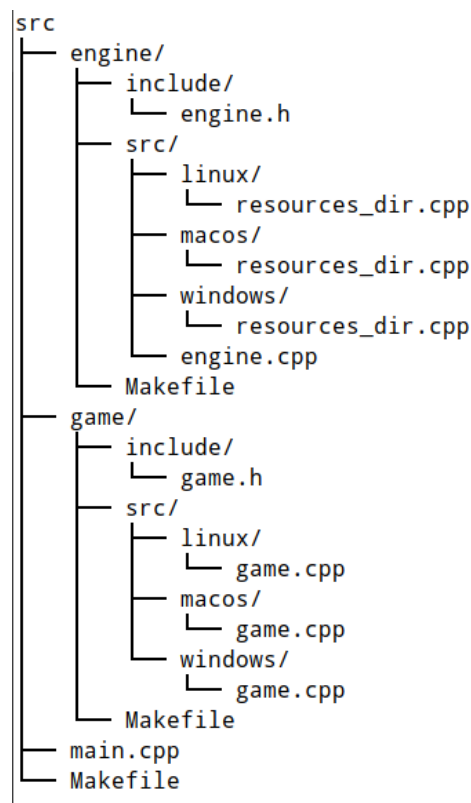 src
engine/
include/
engine.h
src/
linux/
resources_dir.cpp
macos/
resources_dir.cpp
windows/
resources_dir.cpp
engine.cpp
Makefile
game/
include/
game.h
src/
linux/
game.cpp
macos/
game.cpp
windows/
game.cpp
Makefile
main.cpp
Makefile